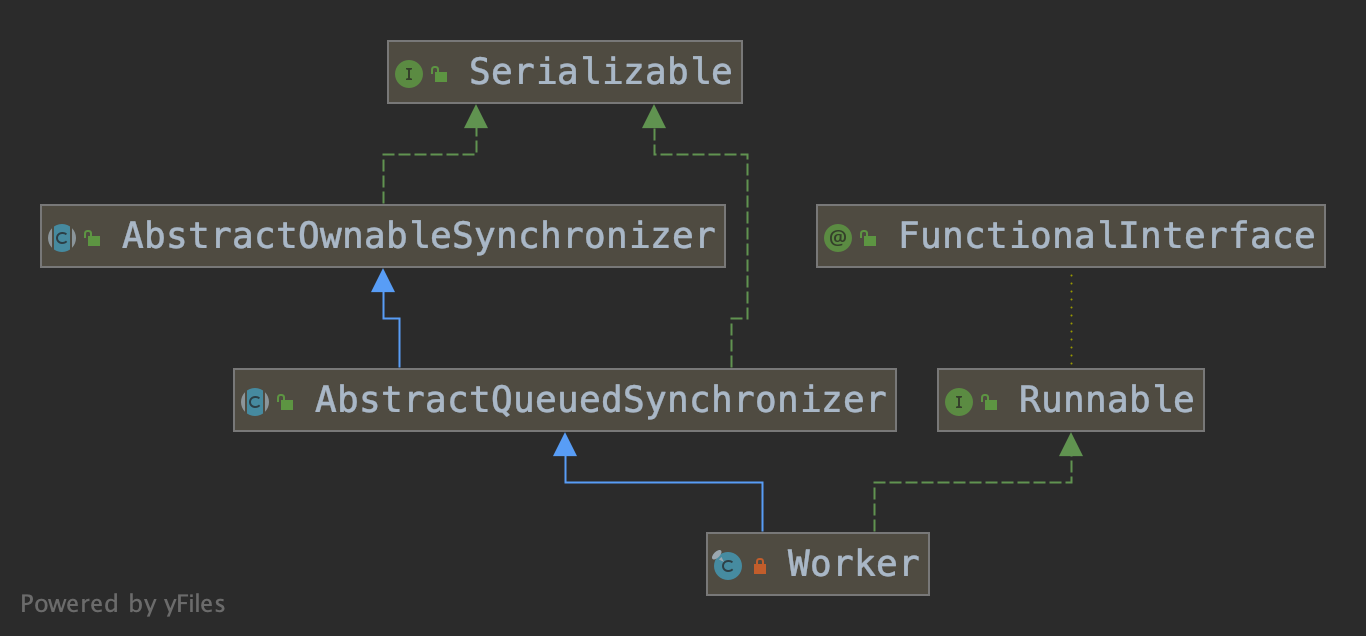 Serializable
AbstractOwnableSynchronizer
FunctionalInterface
AbstractQueuedSynchronizer
Runnable
Worker
Powered by yFiles